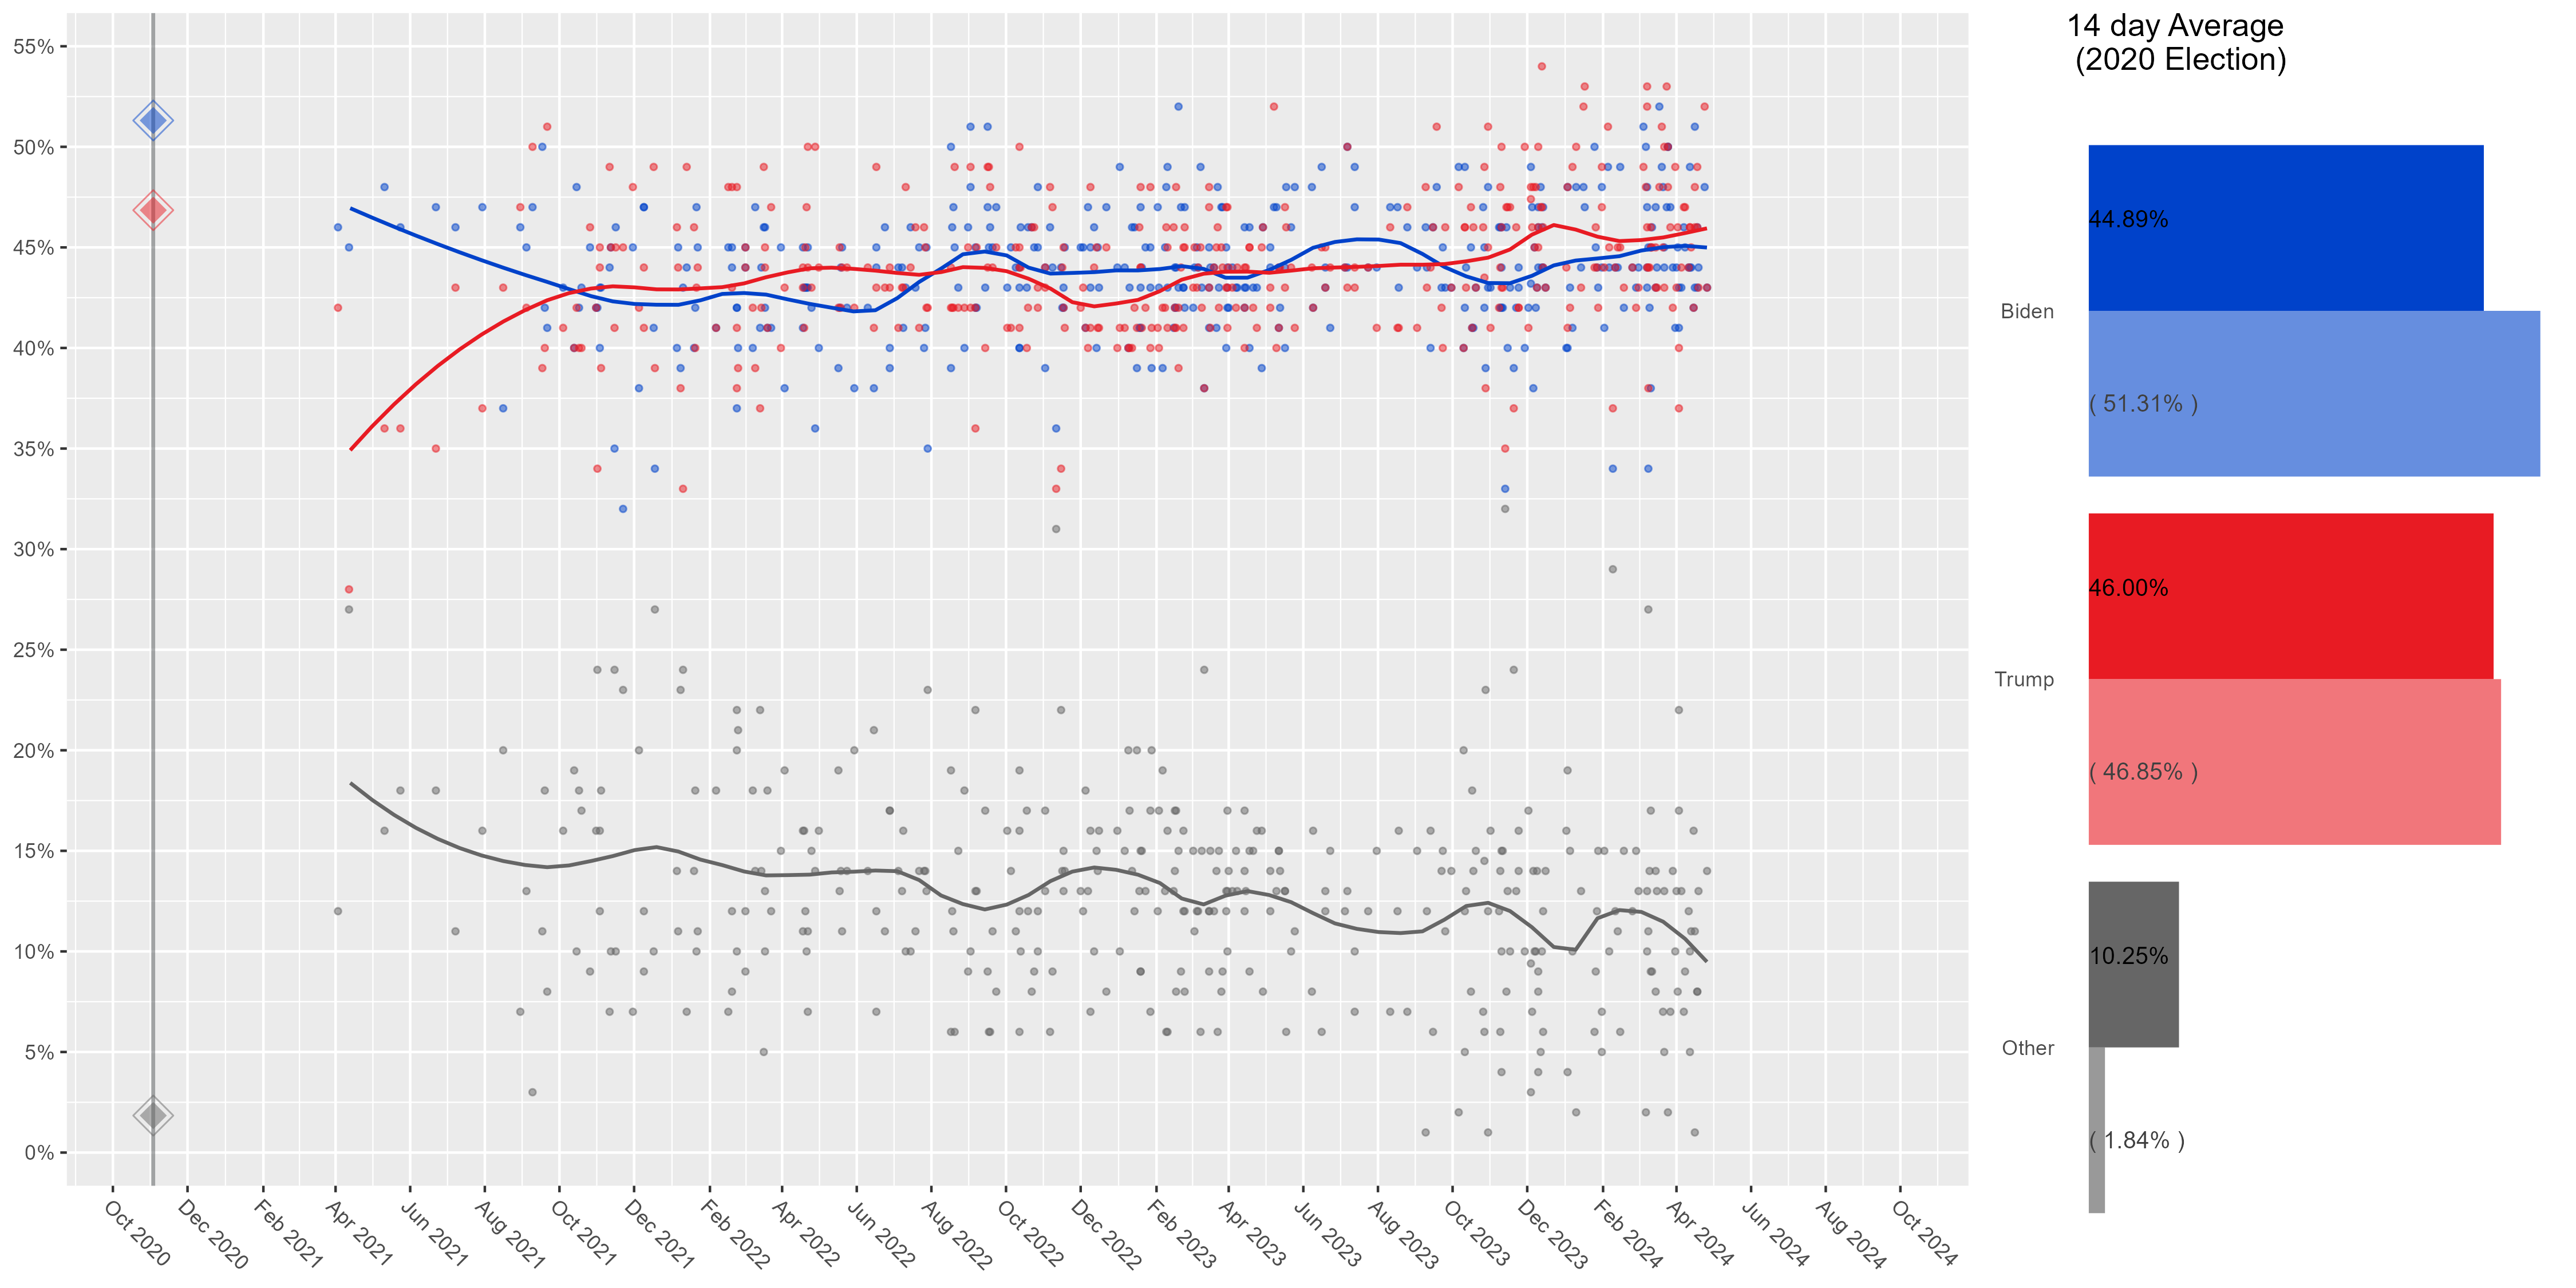 14 day Average
(2020 Election)
55%
50%
45%
40%
35%
30%
25%
20%
15%
10%
5%
0%
Oct 2020
Dec 2020
Feb 2021
Apr 2021
Jun 2021
Aug 2021
Oct 2021
Dec 2021
Feb 2022
Apr 2022
Jun 2022
Aug 2022
Oct 2022
Dec 2022
Feb 2023
Apr 2023
Jun 2023
Aug 2023
Oct 2023
Dec 2023
Feb 2024
Apr 2024
Jun 2024
Aug 2024
Oct 2024
44.89%
Biden
( 51.31% )
46.00%
Trump
( 46.85% )
10.25%
Other
( 1.84% )